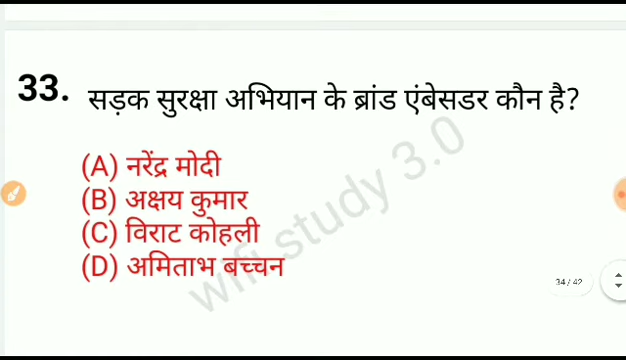 33. सड़क सुरक्षा अभियान के ब्रांड एंबेसडर कौन है?
(A) नरेंद्र मोदी
(B) अक्षय कुमार
(C) विराट कोहली
(D) अमिताभ बच्चन
wifi study 3.0
34 / 42